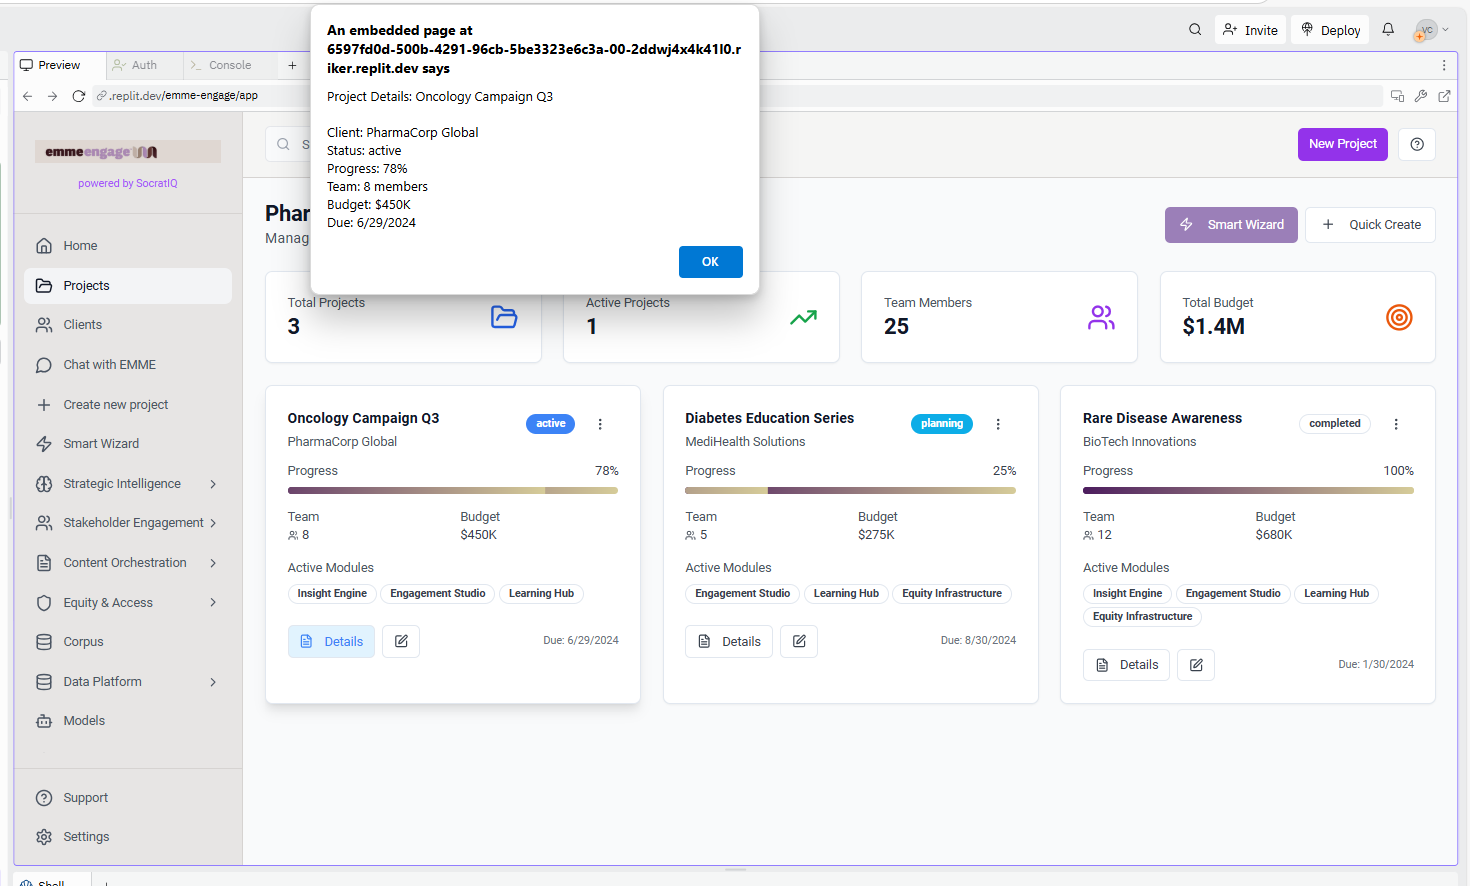 An embedded page at
6597fd0d-500b-4291-96cb-5be3323e6c3a-00-2ddwj4x4k41l0.r
iker.replit.dev says
Project Details: Oncology Campaign Q3
Client: PharmaCorp Global
Status: active
Progress: 78%
Team: 8 members
Budget: $450K
Due: 6/29/2024
OK
Invite
Deploy
VC
Preview
Auth
Console
.replit.dev/emme-engage/app
emmeengage
powered by SocratIQ
S
New Project
Home
Projects
Clients
Chat with EMME
Create new project
Smart Wizard
Strategic Intelligence
Stakeholder Engagement
Content Orchestration
Equity & Access
Corpus
Data Platform
Models
Support
Settings
Phar
Manag
Smart Wizard
Quick Create
Total Projects
3
Active Projects
1
Team Members
25
Total Budget
$1.4M
Oncology Campaign Q3
active
PharmaCorp Global
Progress 78%
Team Budget
8 $450K
Active Modules
Insight Engine Engagement Studio Learning Hub
Details Due: 6/29/2024
Diabetes Education Series
planning
MediHealth Solutions
Progress 25%
Team Budget
5 $275K
Active Modules
Engagement Studio Learning Hub Equity Infrastructure
Details Due: 8/30/2024
Rare Disease Awareness
completed
BioTech Innovations
Progress 100%
Team Budget
12 $680K
Active Modules
Insight Engine Engagement Studio Learning Hub
Equity Infrastructure
Details Due: 1/30/2024
Shell